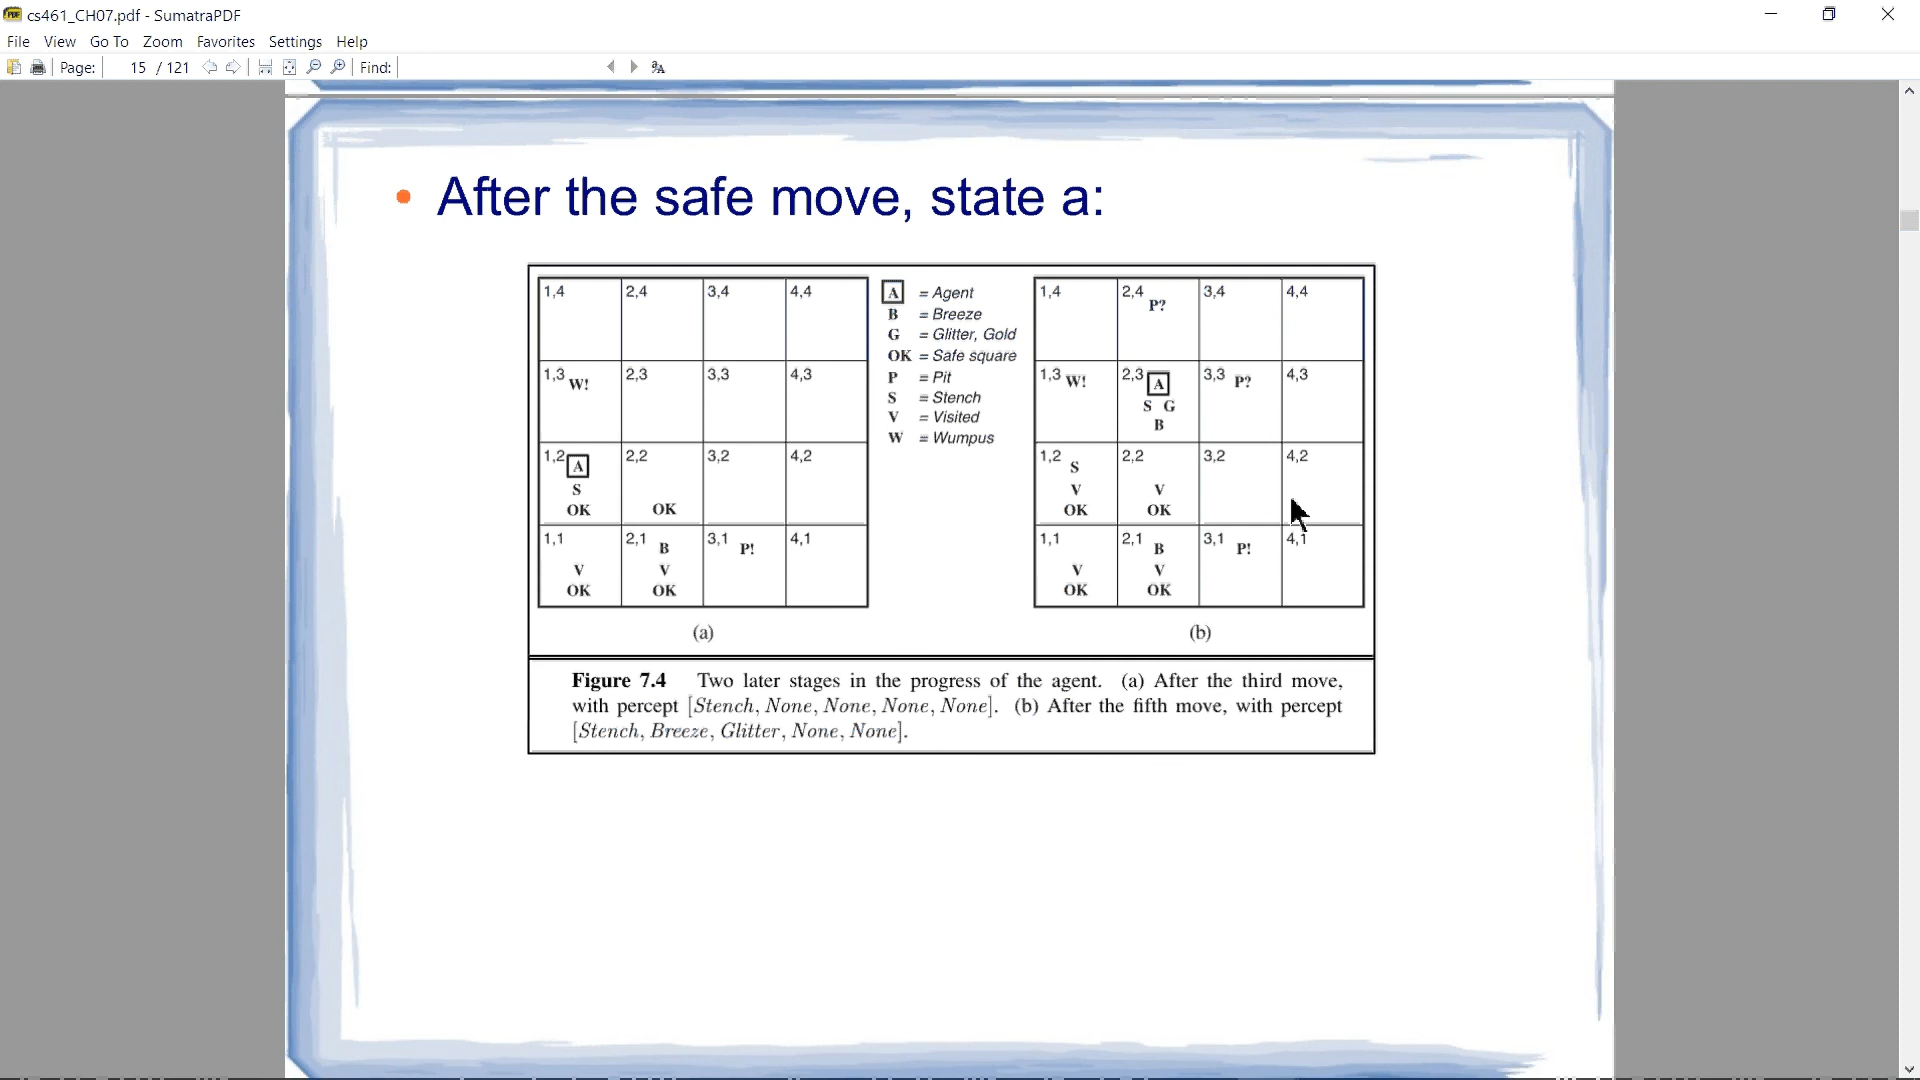 cs461_CH07.pdf - SumatraPDF
File View Go To Zoom Favorites Settings Help
Page: 15 / 121 Find:
• After the safe move, state a:
1,4 2,4 3,4 4,4
1,3 W! 2,3 3,3 4,3
1,2 A 2,2 3,2 4,2
S
OK OK
1,1 2,1 B 3,1 P! 4,1
V V
OK OK
(a)
A = Agent
B = Breeze
G = Glitter, Gold
OK = Safe square
P = Pit
S = Stench
V = Visited
W = Wumpus
1,4 2,4 P? 3,4 4,4
1,3 W! 2,3 A 3,3 P? 4,3
S G
B
1,2 S 2,2 3,2 4,2
V V
OK OK
1,1 2,1 B 3,1 P! 4,1
V V
OK OK
(b)
Figure 7.4 Two later stages in the progress of the agent. (a) After the third move,
with percept [Stench, None, None, None, None]. (b) After the fifth move, with percept
[Stench, Breeze, Glitter, None, None].